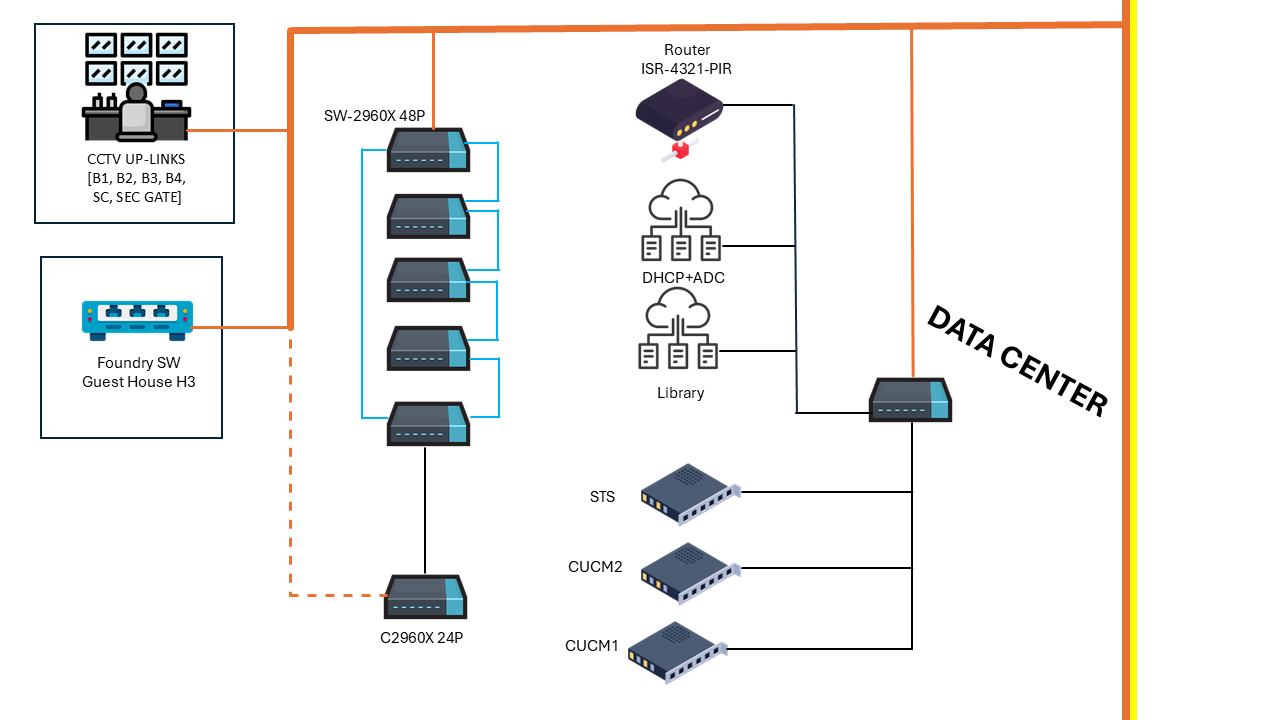 Router
ISR-4321-PIR
SW-2960X 48P
CCTV UP-LINKS
[B1, B2, B3, B4,
SC, SEC GATE]
DHCP+ADC
DATA CENTER
Foundry SW
Guest House H3
Library
STS
CUCM2
C2960X 24P
CUCM1